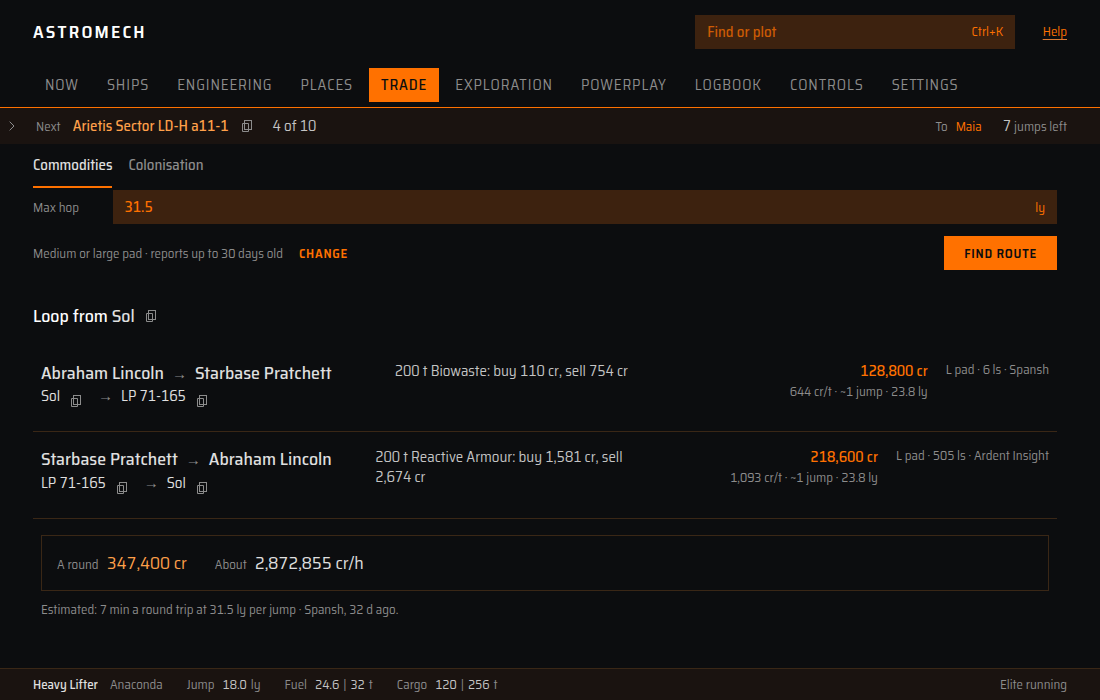 ASTROMECH
Find or plot Ctrl+K Help
NOW SHIPS ENGINEERING PLACES TRADE EXPLORATION POWERPLAY LOGBOOK CONTROLS SETTINGS
Next Arietis Sector LD-H a11-1 4 of 10 To Maia 7 jumps left
Commodities Colonisation
Max hop 31.5 ly
Medium or large pad · reports up to 30 days old CHANGE FIND ROUTE
Loop from Sol
Abraham Lincoln → Starbase Pratchett 200 t Biowaste: buy 110 cr, sell 754 cr 128,800 cr L pad · 6 ls · Spansh
Sol → LP 71-165 644 cr/t · ~1 jump · 23.8 ly
Starbase Pratchett → Abraham Lincoln 200 t Reactive Armour: buy 1,581 cr, sell 218,600 cr L pad · 505 ls · Ardent Insight
LP 71-165 → Sol 2,674 cr 1,093 cr/t · ~1 jump · 23.8 ly
A round 347,400 cr About 2,872,855 cr/h
Estimated: 7 min a round trip at 31.5 ly per jump · Spansh, 32 d ago.
Heavy Lifter Anaconda Jump 18.0 ly Fuel 24.6 | 32 t Cargo 120 | 256 t Elite running